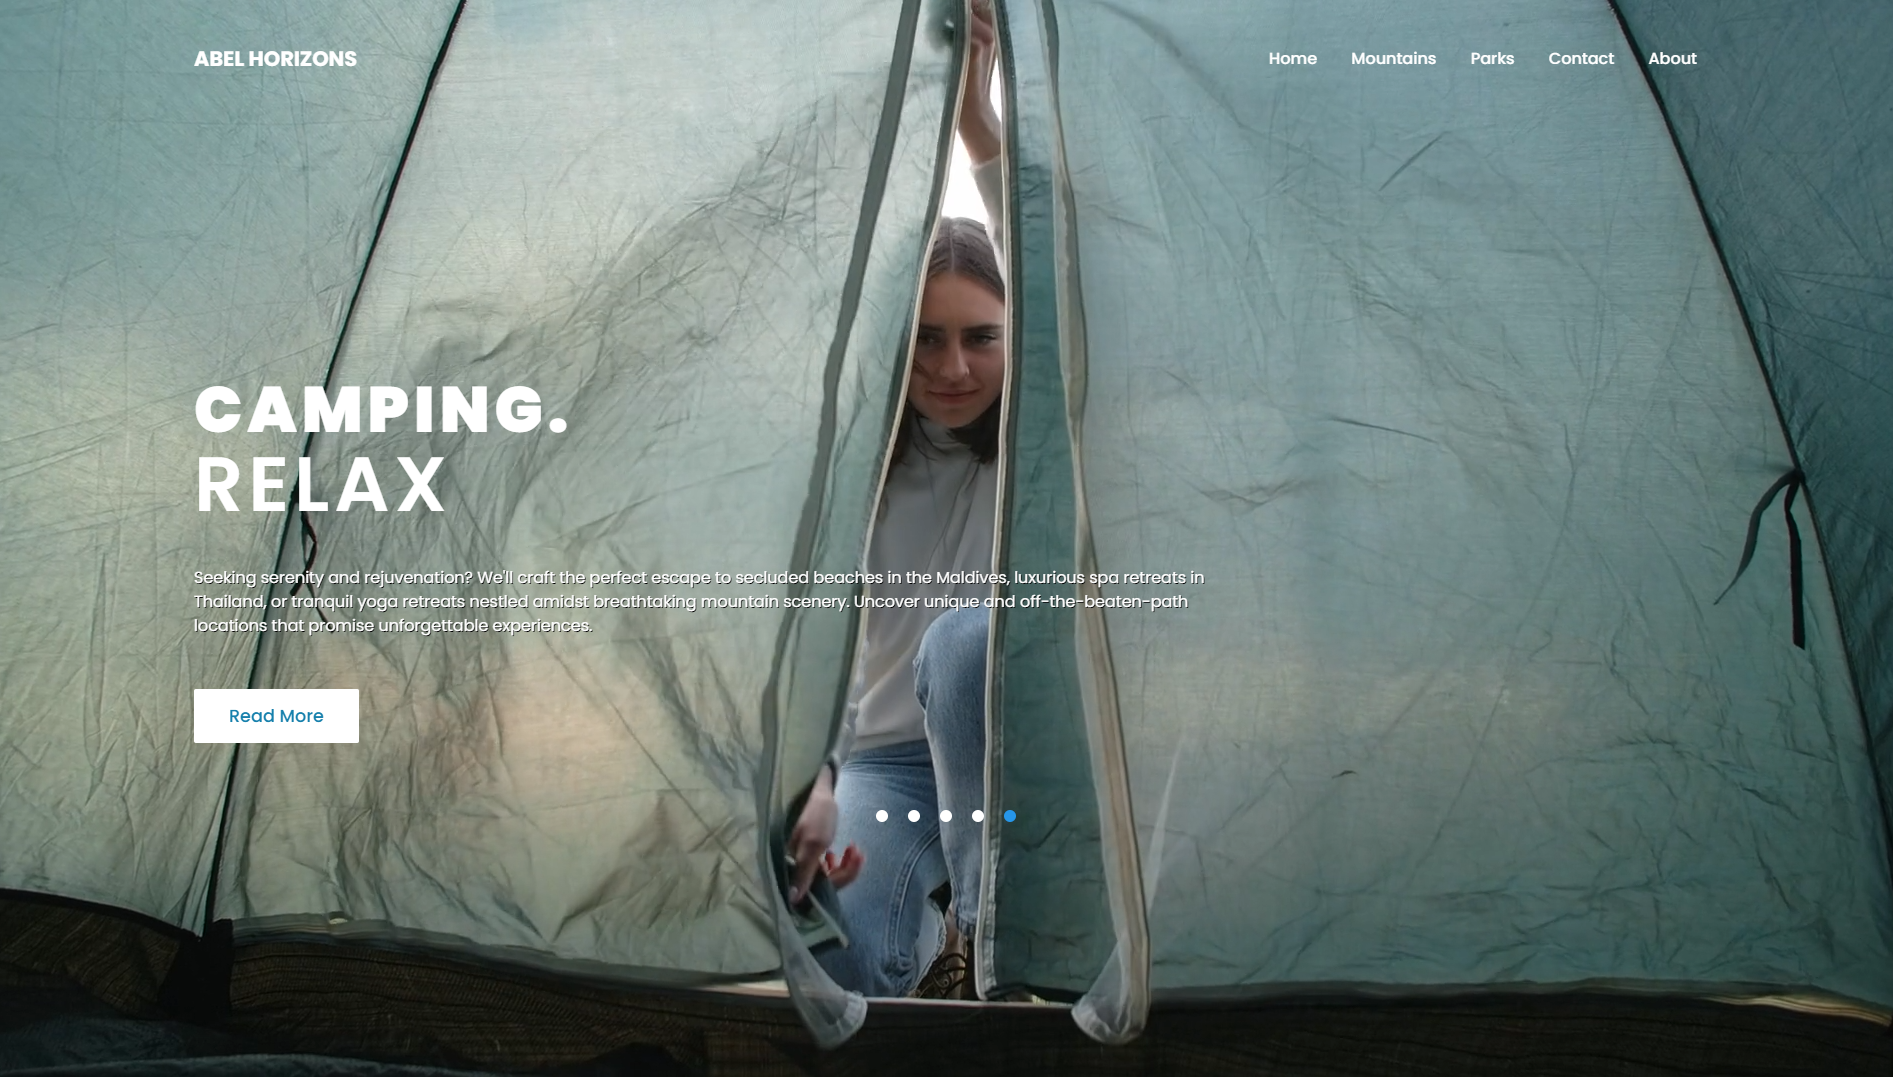 ABEL HORIZONS
Home Mountains Parks Contact About
CAMPING.
RELAX
Seeking serenity and rejuvenation? We'll craft the perfect escape to secluded beaches in the Maldives, luxurious spa retreats in
Thailand, or tranquil yoga retreats nestled amidst breathtaking mountain scenery. Uncover unique and off-the-beaten-path
locations that promise unforgettable experiences.
Read More